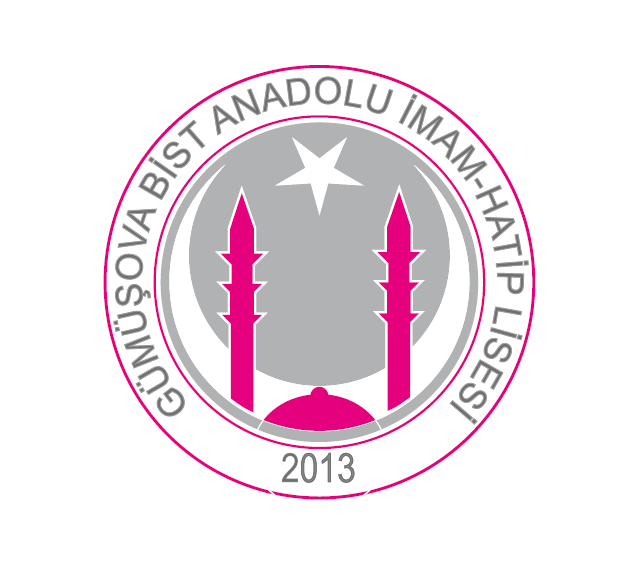 GÜMÜŞOVA BİST ANADOLU İMAM-HATİP LİSESİ
2013